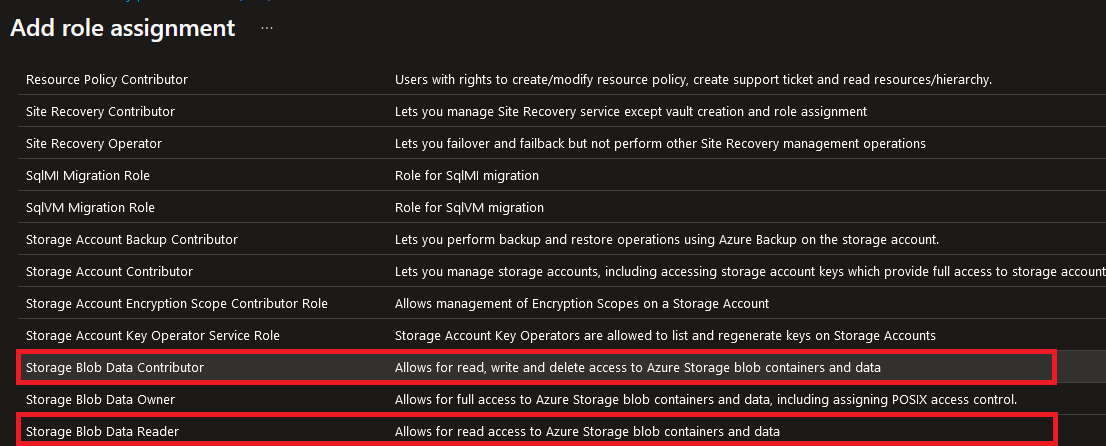 Add role assignment ...
Resource Policy Contributor Users with rights to create/modify resource policy, create support ticket and read resources/hierarchy.
Site Recovery Contributor Lets you manage Site Recovery service except vault creation and role assignment
Site Recovery Operator Lets you failover and failback but not perform other Site Recovery management operations
SqlMI Migration Role Role for SqlMI migration
SqlVM Migration Role Role for SqlVM migration
Storage Account Backup Contributor Lets you perform backup and restore operations using Azure Backup on the storage account.
Storage Account Contributor Lets you manage storage accounts, including accessing storage account keys which provide full access to storage account
Storage Account Encryption Scope Contributor Role Allows management of Encryption Scopes on a Storage Account
Storage Account Key Operator Service Role Storage Account Key Operators are allowed to list and regenerate keys on Storage Accounts
Storage Blob Data Contributor Allows for read, write and delete access to Azure Storage blob containers and data
Storage Blob Data Owner Allows for full access to Azure Storage blob containers and data, including assigning POSIX access control.
Storage Blob Data Reader Allows for read access to Azure Storage blob containers and data